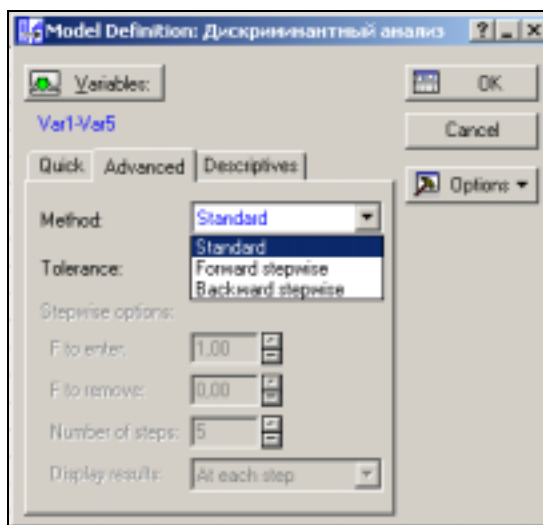 Model Definition: Дискриминантный анализ
Variables:
OK
Var1-Var5
Cancel
Quick Advanced Descriptives
Options
Method: Standard
Standard
Tolerance:
Forward stepwise
Backward stepwise
Stepwise options:
F to enter: 1,00
F to remove: 0,00
Number of steps: 5
Display results: At each step